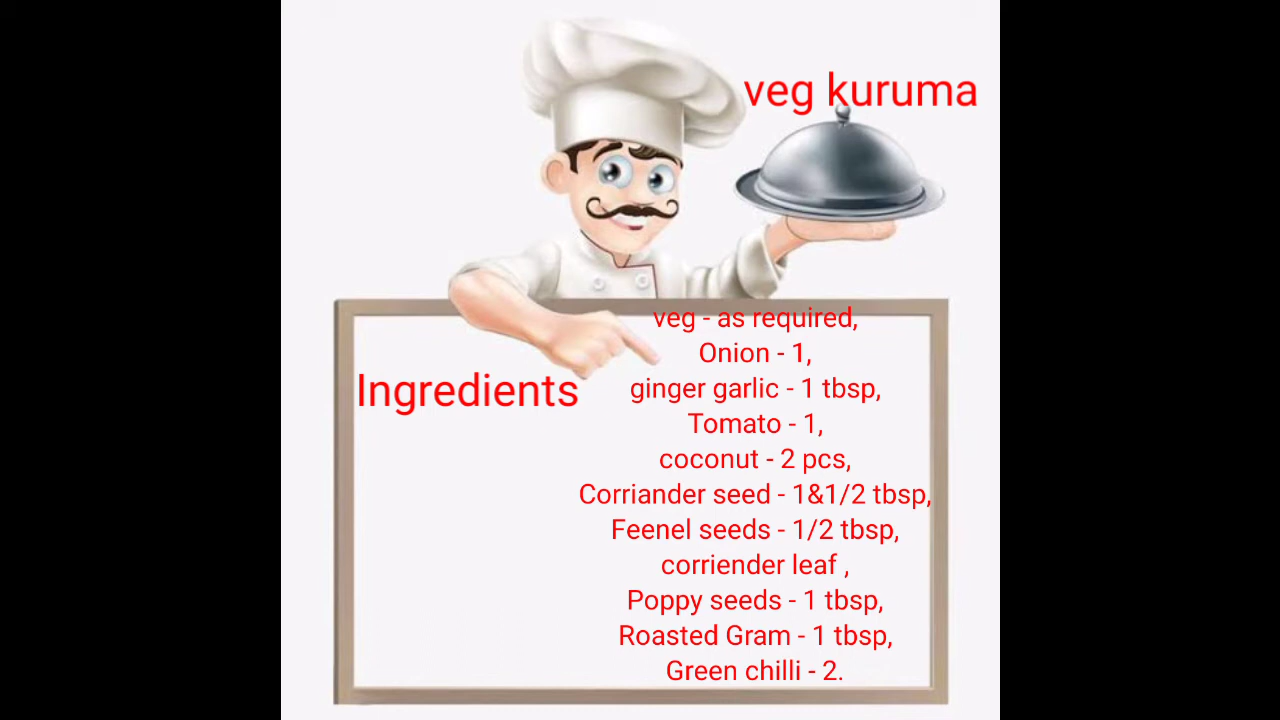 veg kuruma
Ingredients
veg - as required,
Onion - 1,
ginger garlic - 1 tbsp,
Tomato - 1,
coconut - 2 pcs,
Corriander seed - 1&1/2 tbsp,
Feenel seeds - 1/2 tbsp,
corriender leaf ,
Poppy seeds - 1 tbsp,
Roasted Gram - 1 tbsp,
Green chilli - 2.